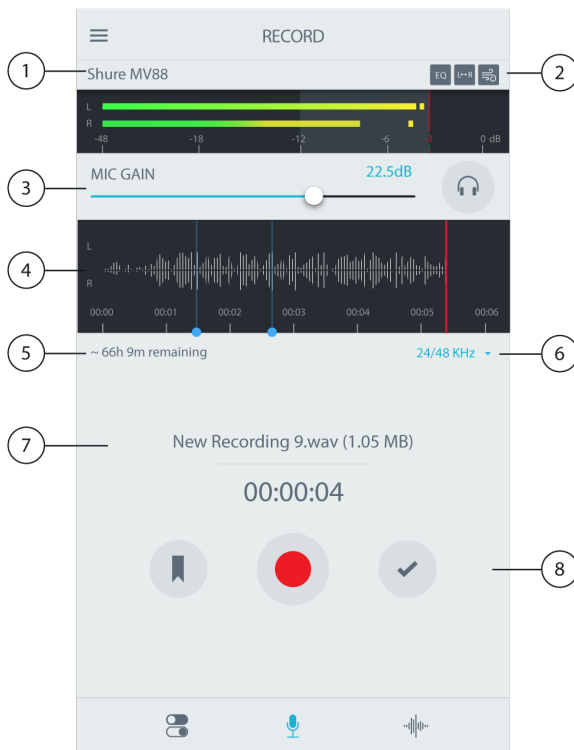 RECORD
1
Shure MV88
EQ L↔R
2
L
R
-48 -18 -12 -6 -3 0 dB
3
MIC GAIN 22.5dB
4
L
R
00:00 00:01 00:02 00:03 00:04 00:05 00:06
5
~ 66h 9m remaining
24/48 KHz
6
7
New Recording 9.wav (1.05 MB)
00:00:04
8